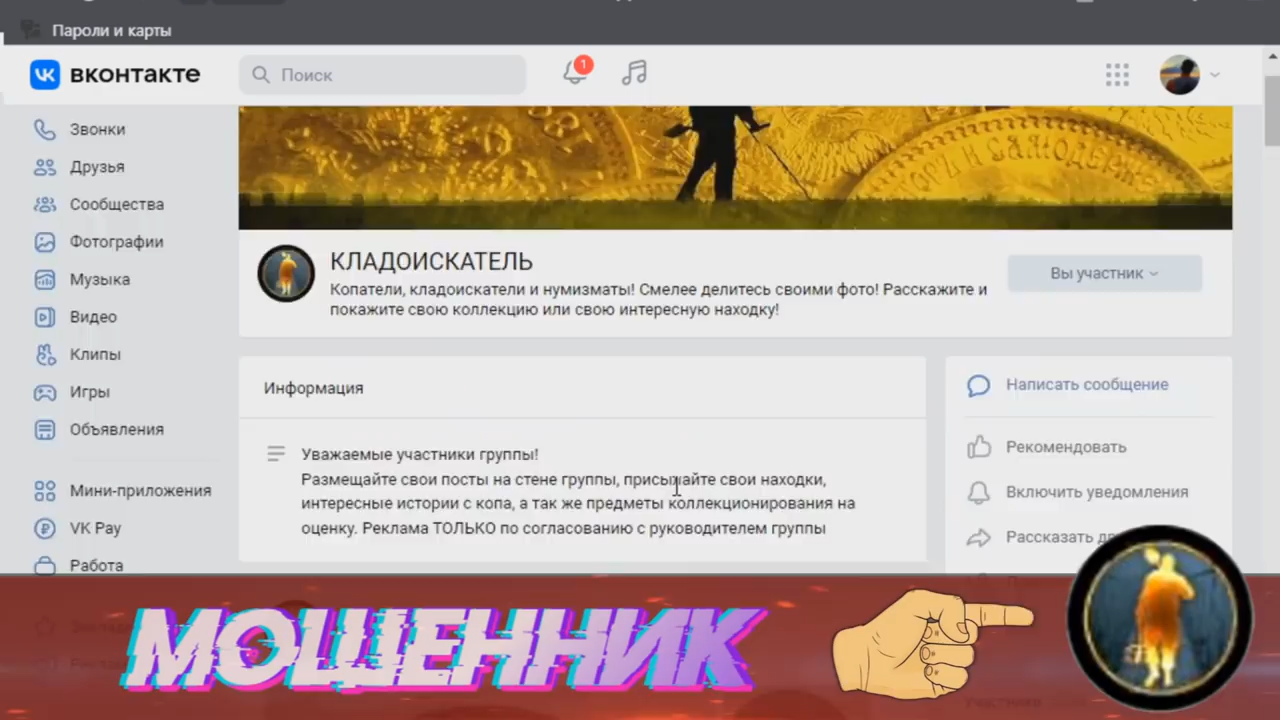 Пароли и карты
вконтакте
Поиск
1
Звонки
Друзья
Сообщества
Фотографии
Музыка
Видео
Клипы
Игры
Объявления
Мини-приложения
VK Pay
Работа
КЛАДОИСКАТЕЛЬ
Копатели, кладоискатели и нумизматы! Смелее делитесь своими фото! Расскажите и
покажите свою коллекцию или свою интересную находку!
Вы участник
Информация
Уважаемые участники группы!
Размещайте свои посты на стене группы, присылайте свои находки,
интересные истории с копа, а так же предметы коллекционирования на
оценку. Реклама ТОЛЬКО по согласованию с руководителем группы
Написать сообщение
Рекомендовать
Включить уведомления
Рассказать
МОШЕННИК